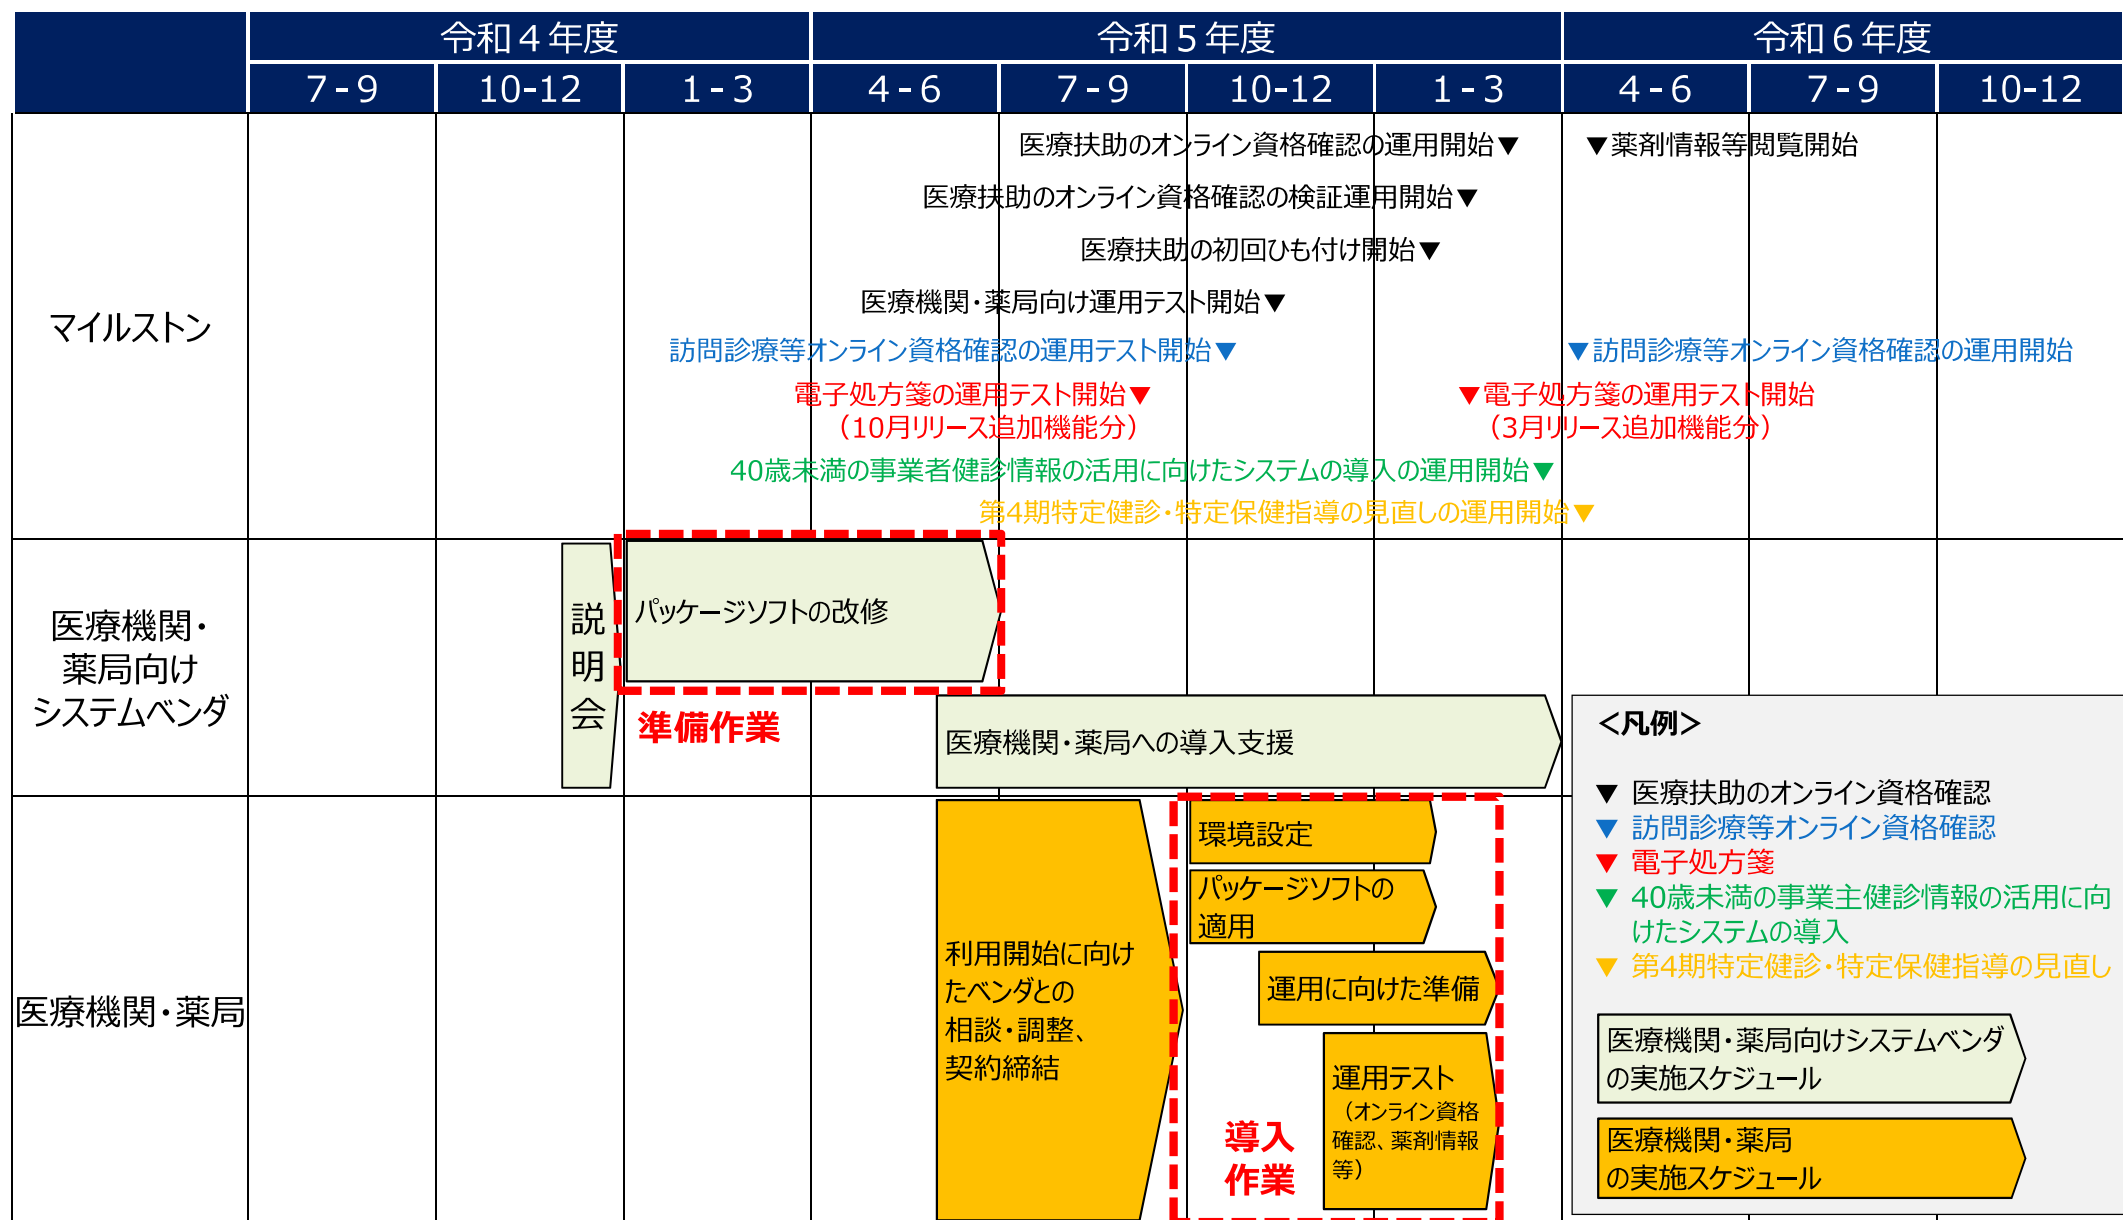 令和４年度
令和５年度
令和６年度
7-9
10-12
1-3
4-6
7-9
10-12
1-3
4-6
7-9
10-12
マイルストン
医療扶助のオンライン資格確認の運用開始▼
▼薬剤情報等閲覧開始
医療扶助のオンライン資格確認の検証運用開始▼
医療扶助の初回ひも付け開始▼
医療機関・薬局向け運用テスト開始▼
訪問診療等オンライン資格確認の運用テスト開始▼
▼訪問診療等オンライン資格確認の運用開始
電子処方箋の運用テスト開始▼
（10月リリース追加機能分）
▼電子処方箋の運用テスト開始
（3月リリース追加機能分）
40歳未満の事業者健診情報の活用に向けたシステムの導入の運用開始▼
第4期特定健診・特定保健指導の見直しの運用開始▼
医療機関・
薬局向け
システムベンダ
説
明
会
パッケージソフトの改修
準備作業
医療機関・薬局への導入支援
医療機関・薬局
利用開始に向け
たベンダとの
相談・調整、
契約締結
環境設定
パッケージソフトの
適用
運用に向けた準備
運用テスト
（オンライン資格
確認、薬剤情報
等）
導入
作業
＜凡例＞
▼ 医療扶助のオンライン資格確認
▼ 訪問診療等オンライン資格確認
▼ 電子処方箋
▼ 40歳未満の事業主健診情報の活用に向
けたシステムの導入
▼ 第4期特定健診・特定保健指導の見直し
医療機関・薬局向けシステムベンダ
の実施スケジュール
医療機関・薬局
の実施スケジュール